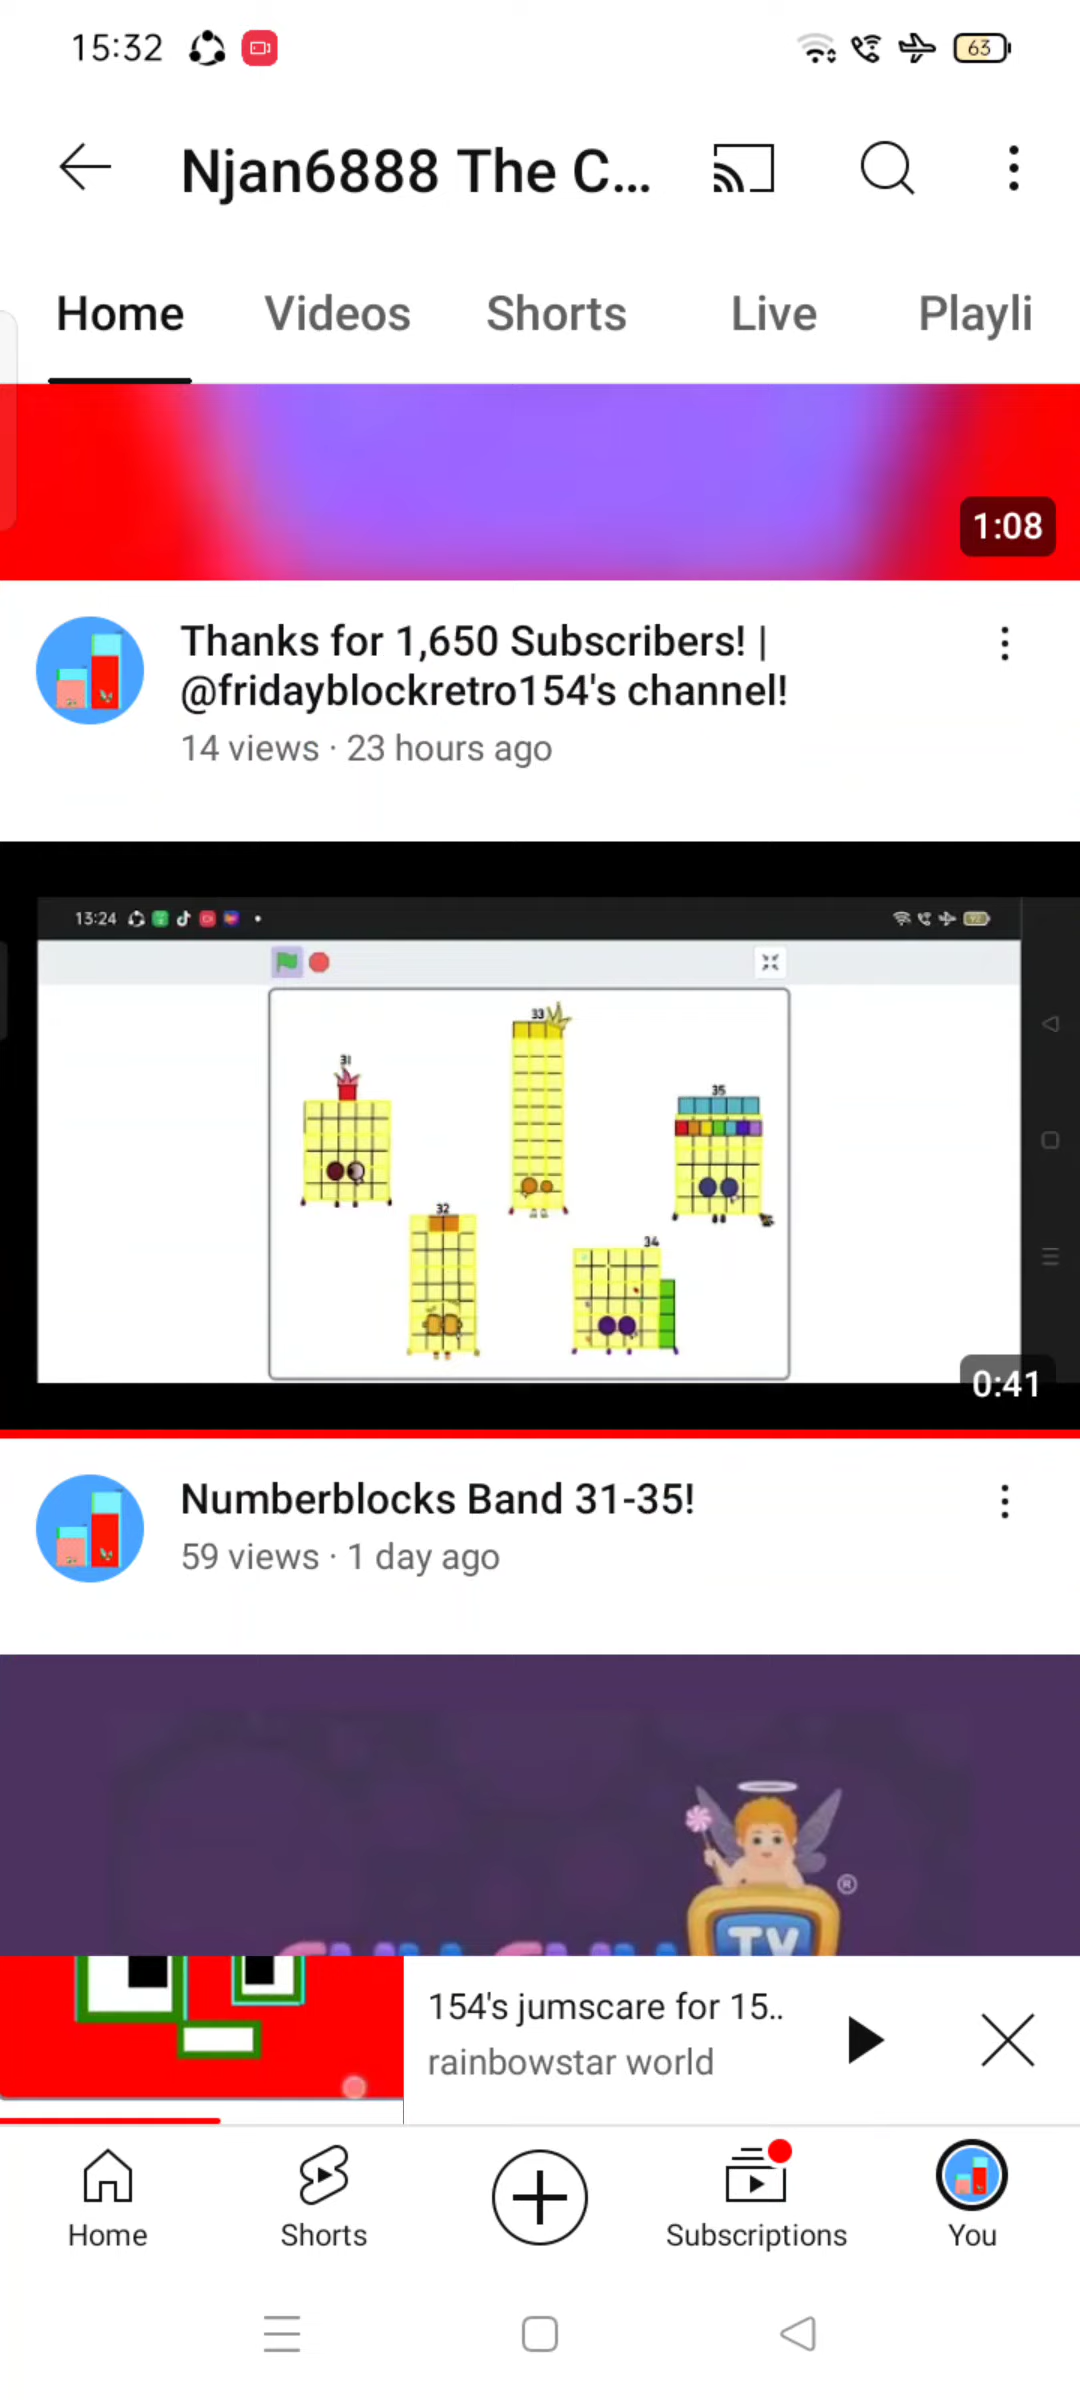 15:32
63
Njan6888 The C...
Home Videos Shorts Live Playli
1:08
Thanks for 1,650 Subscribers! |
@fridayblockretro154's channel!
14 views · 23 hours ago
13:24
31
33
35
32
34
0:41
Numberblocks Band 31-35!
59 views · 1 day ago
®
TV
154's jumscare for 15..
rainbowstar world
Home Shorts Subscriptions You